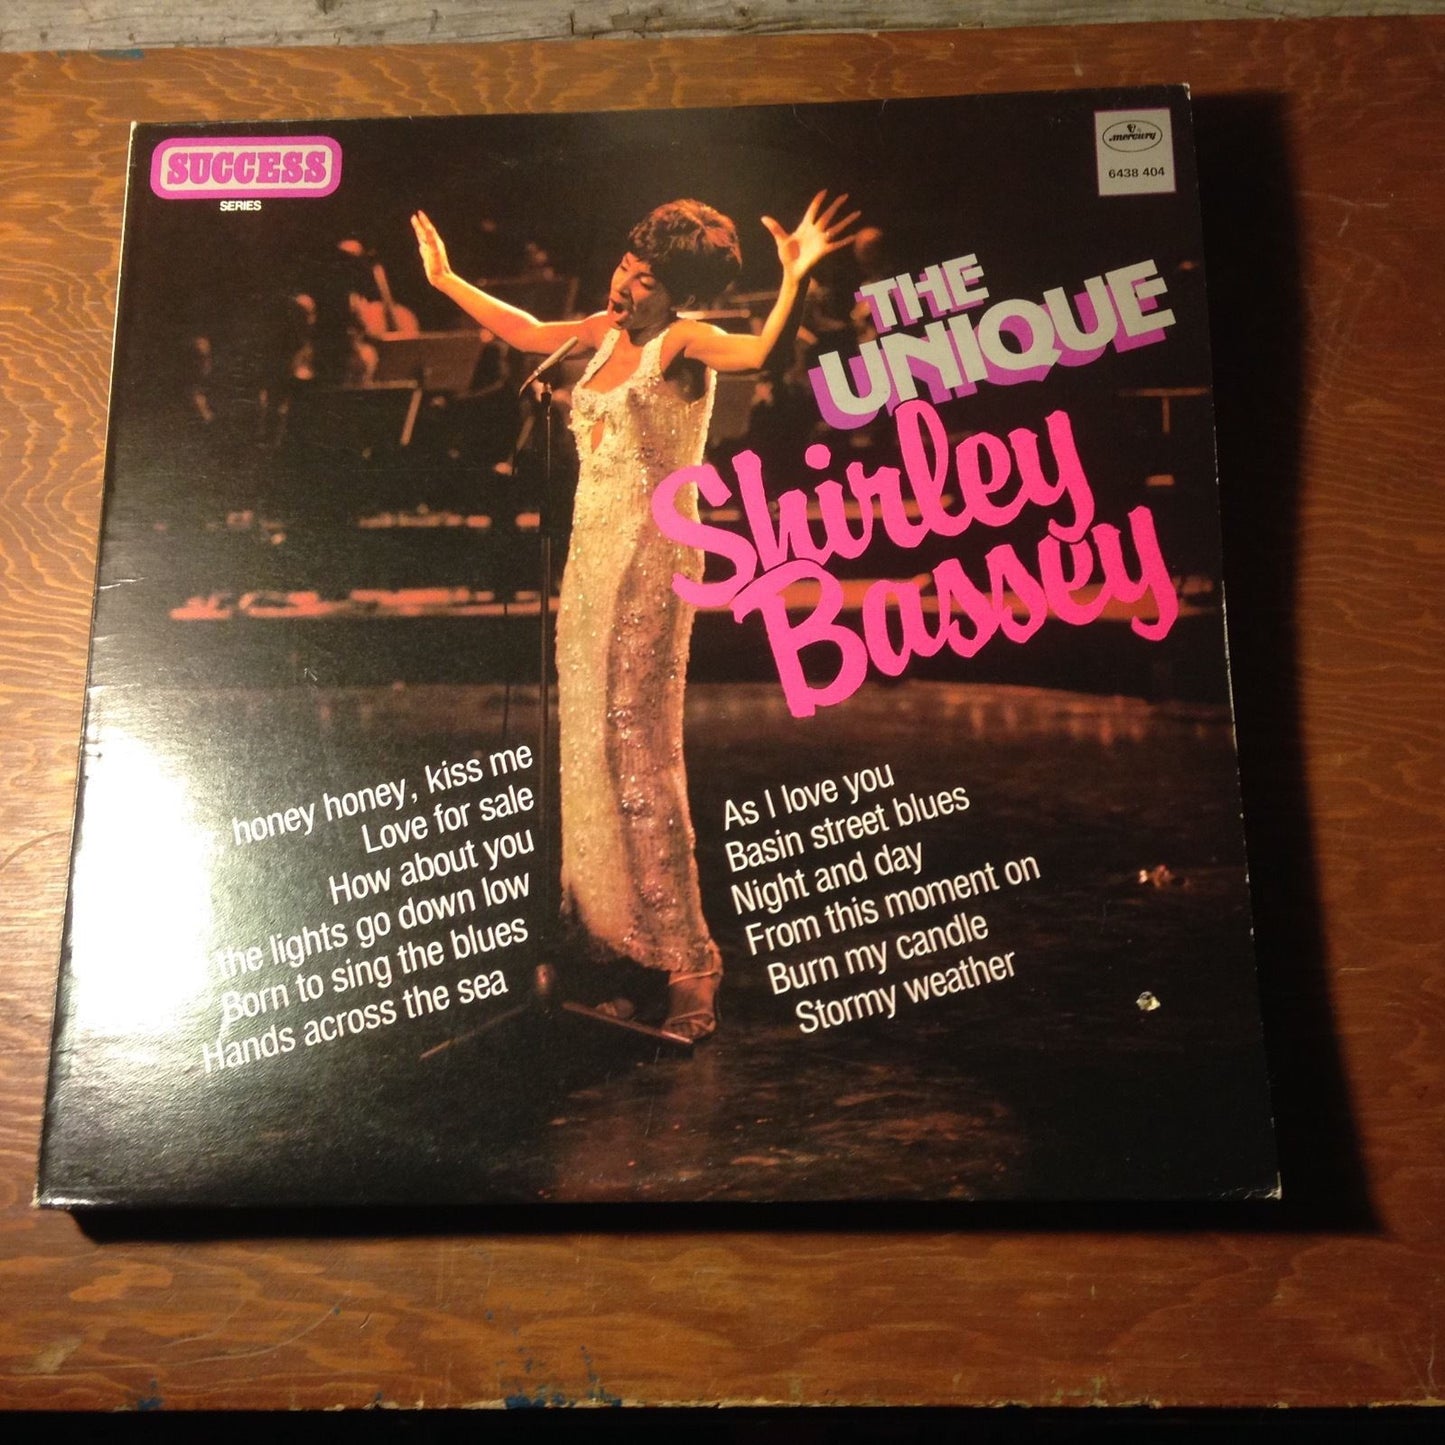 SUCCESS
SERIES
mercury
6438 404
THE
UNIQUE
Shirley
Bassey
honey honey, kiss me
Love for sale
How about you
the lights go down low
Born to sing the blues
Hands across the sea
As I love you
Basin street blues
Night and day
From this moment on
Burn my candle
Stormy weather